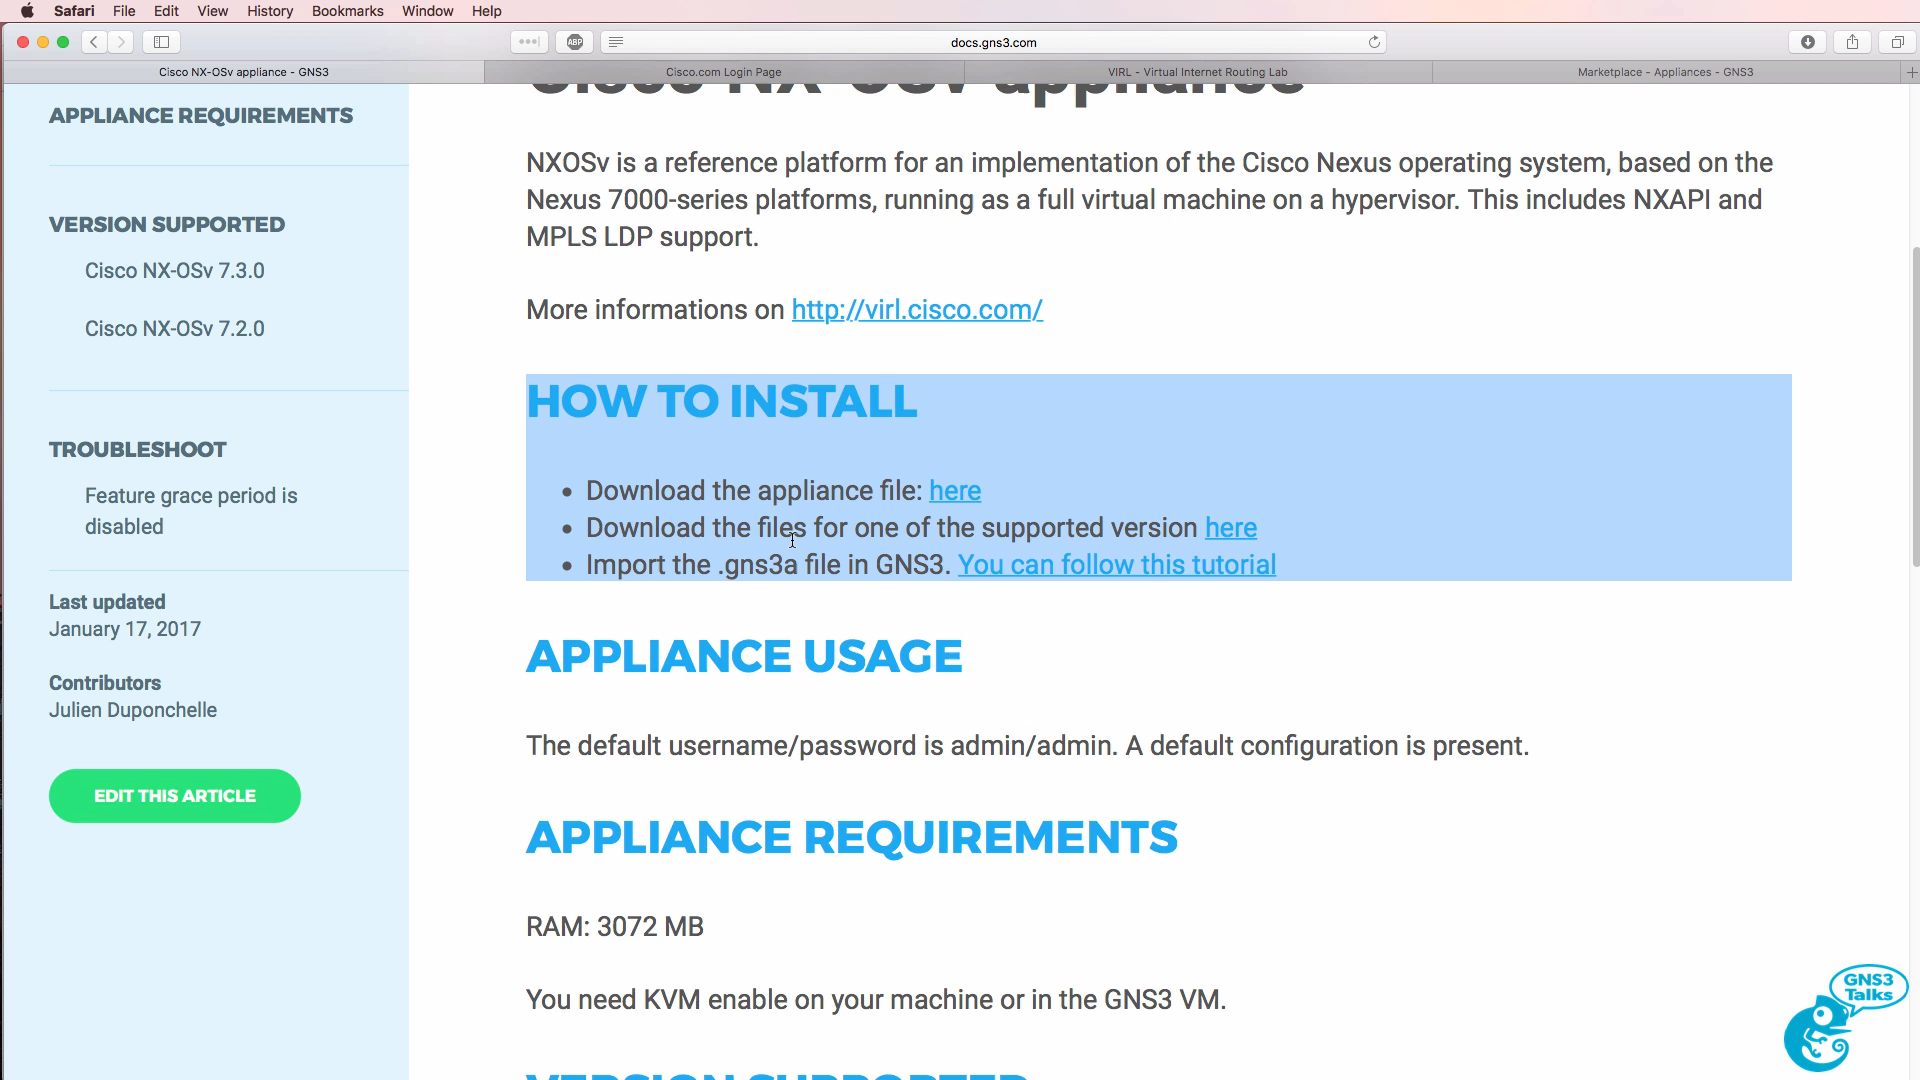 Safari File Edit View History Bookmarks Window Help
ABP
docs.gns3.com
Cisco NX-OSv appliance - GNS3
Cisco.com Login Page
VIRL - Virtual Internet Routing Lab
Marketplace - Appliances - GNS3
APPLIANCE REQUIREMENTS
VERSION SUPPORTED
Cisco NX-OSv 7.3.0
Cisco NX-OSv 7.2.0
TROUBLESHOOT
Feature grace period is
disabled
Last updated
January 17, 2017
Contributors
Julien Duponchelle
EDIT THIS ARTICLE
Cisco NX-OSv appliance
NXOSv is a reference platform for an implementation of the Cisco Nexus operating system, based on the
Nexus 7000-series platforms, running as a full virtual machine on a hypervisor. This includes NXAPI and
MPLS LDP support.
More informations on http://virl.cisco.com/
HOW TO INSTALL
• Download the appliance file: here
• Download the files for one of the supported version here
• Import the .gns3a file in GNS3. You can follow this tutorial
APPLIANCE USAGE
The default username/password is admin/admin. A default configuration is present.
APPLIANCE REQUIREMENTS
RAM: 3072 MB
You need KVM enable on your machine or in the GNS3 VM.
VERSION SUPPORTED
GNS3
Talks